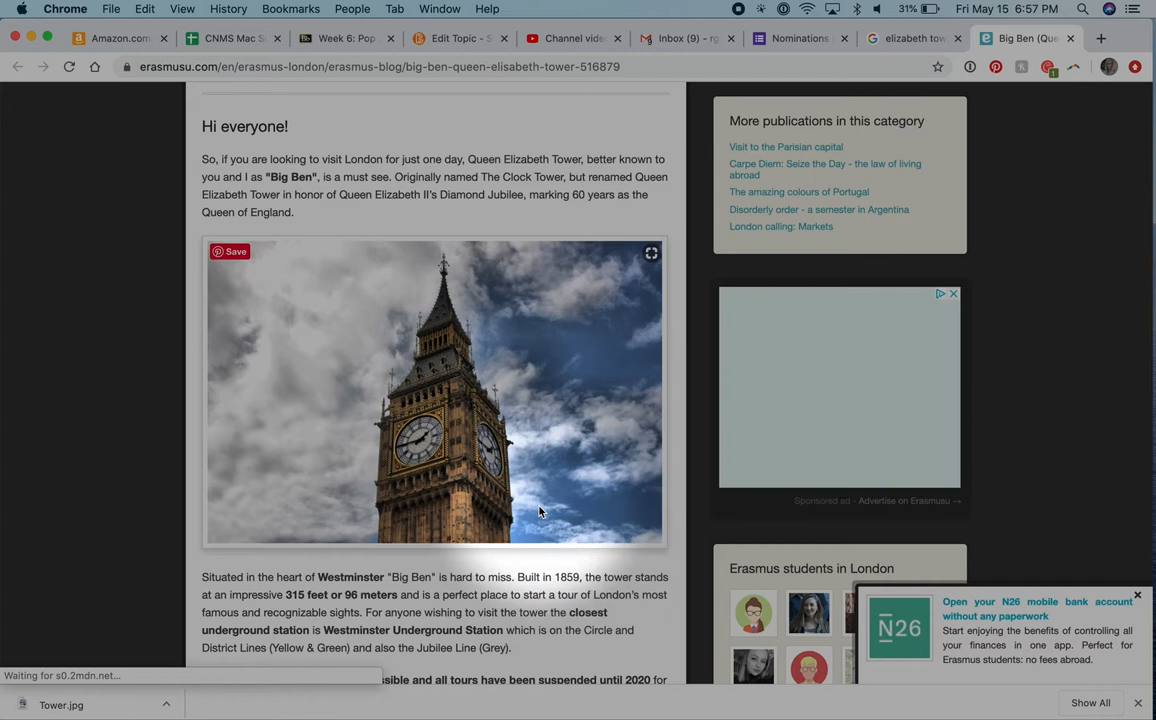 Chrome File Edit View History Bookmarks People Tab Window Help 31% Fri May 15 6:57 PM
Amazon.com CNMS Mac S Week 6: Pop Edit Topic - S Channel vide Inbox (9) - rg Nominations elizabeth tow Big Ben (Que
erasmusu.com/en/erasmus-london/erasmus-blog/big-ben-queen-elisabeth-tower-516879
Hi everyone!
So, if you are looking to visit London for just one day, Queen Elizabeth Tower, better known to
you and I as "Big Ben", is a must see. Originally named The Clock Tower, but renamed Queen
Elizabeth Tower in honor of Queen Elizabeth II's Diamond Jubilee, marking 60 years as the
Queen of England.
Save
Situated in the heart of Westminster "Big Ben" is hard to miss. Built in 1859, the tower stands
at an impressive 315 feet or 96 meters and is a perfect place to start a tour of London's most
famous and recognizable sights. For anyone wishing to visit the tower the closest
underground station is Westminster Underground Station which is on the Circle and
District Lines (Yellow & Green) and also the Jubilee Line (Grey).
sible and all tours have been suspended until 2020 for
More publications in this category
Visit to the Parisian capital
Carpe Diem: Seize the Day - the law of living
abroad
The amazing colours of Portugal
Disorderly order - a semester in Argentina
London calling: Markets
Sponsored ad - Advertise on Erasmusu →
Erasmus students in London
N26
Open your N26 mobile bank account
without any paperwork
Start enjoying the benefits of controlling all
your finances in one app. Perfect for
Erasmus students: no fees abroad.
Waiting for s0.2mdn.net...
Tower.jpg
Show All